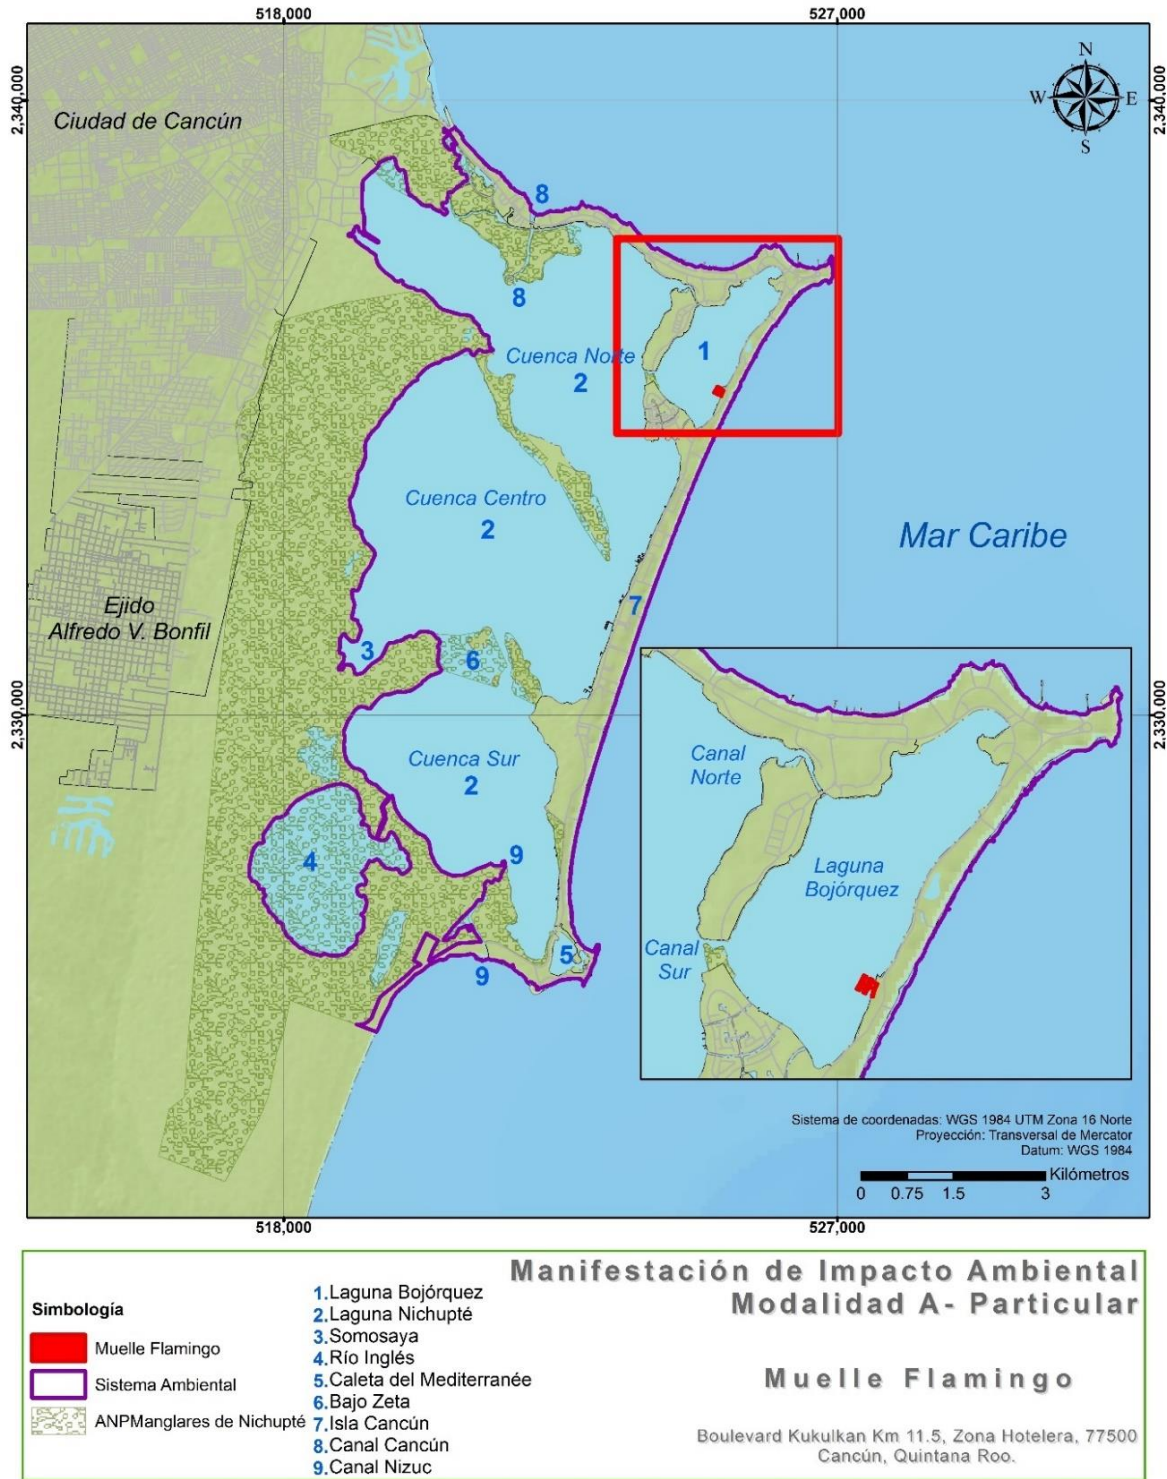 518,000
527,000
2,340,000
2,340,000
N
W
E
S
Ciudad de Cancún
8
8
1
Cuenca Norte
2
Cuenca Centro
2
Mar Caribe
7
Ejido
Alfredo V. Bonfil
3
6
2,330,000
2,330,000
Cuenca Sur
2
Canal
Norte
4
9
Laguna
Bojórquez
Canal
Sur
5
9
Sistema de coordenadas: WGS 1984 UTM Zona 16 Norte
Proyección: Transversal de Mercator
Datum: WGS 1984
Kilómetros
0 0.75 1.5 3
518,000
527,000
Manifestación de Impacto Ambiental
Modalidad A- Particular
Muelle Flamingo
Boulevard Kukulkan Km 11.5, Zona Hotelera, 77500
Cancún, Quintana Roo.
Simbología
Muelle Flamingo
Sistema Ambiental
ANPManglares de Nichupté
1.Laguna Bojórquez
2.Laguna Nichupté
3.Somosaya
4.Río Inglés
5.Caleta del Mediterranée
6.Bajo Zeta
7.Isla Cancún
8.Canal Cancún
9.Canal Nizuc